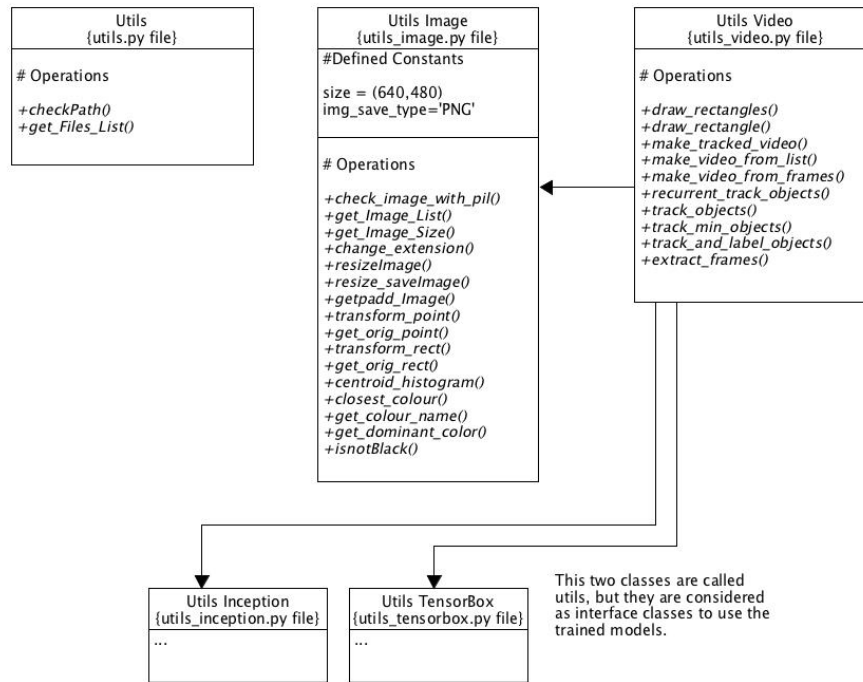 Utils
{utils.py file}
# Operations
+checkPath()
+get_Files_List()
Utils Image
{utils_image.py file}
#Defined Constants
size = (640,480)
img_save_type='PNG'
# Operations
+check_image_with_pil()
+get_Image_List()
+get_Image_Size()
+change_extension()
+resizeImage()
+resize_saveImage()
+getpadd_Image()
+transform_point()
+get_orig_point()
+transform_rect()
+get_orig_rect()
+centroid_histogram()
+closest_colour()
+get_colour_name()
+get_dominant_color()
+isnotBlack()
Utils Video
{utils_video.py file}
# Operations
+draw_rectangles()
+draw_rectangle()
+make_tracked_video()
+make_video_from_list()
+make_video_from_frames()
+recurrent_track_objects()
+track_objects()
+track_min_objects()
+track_and_label_objects()
+extract_frames()
Utils Inception
{utils_inception.py file}
...
Utils TensorBox
{utils_tensorbox.py file}
...
This two classes are called
utils, but they are considered
as interface classes to use the
trained models.